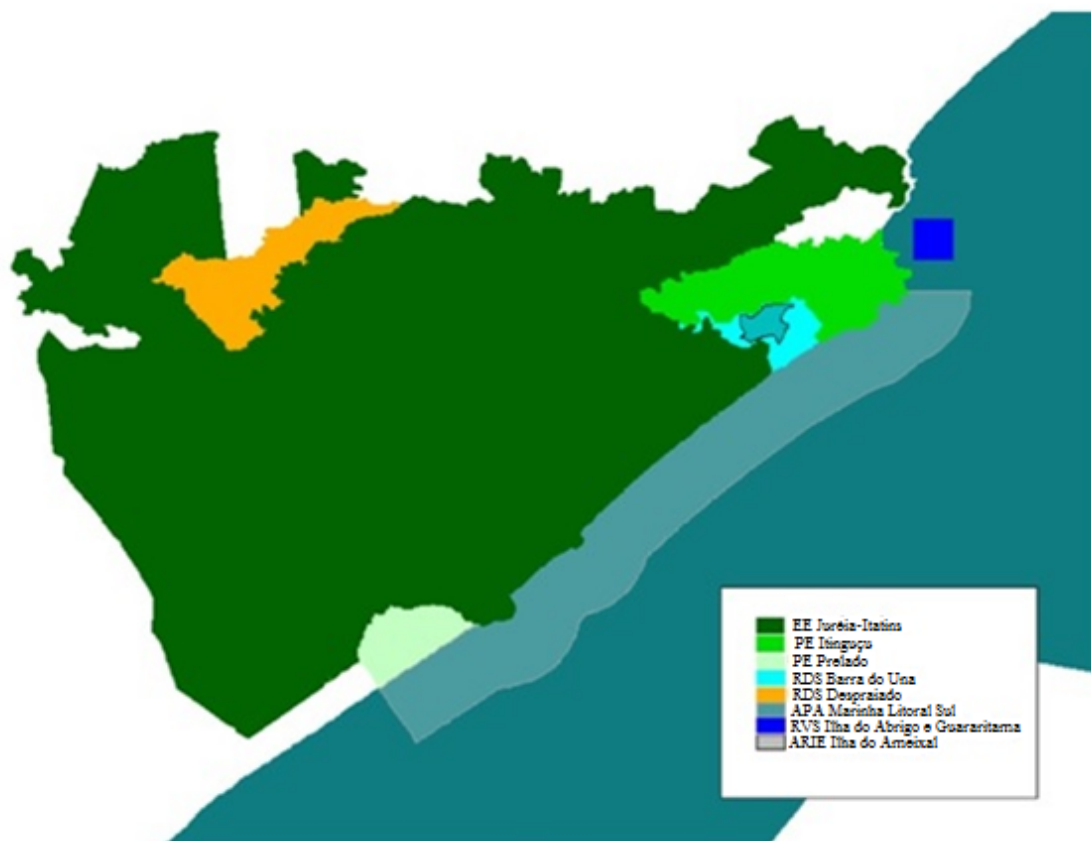 EE Juréia-Itatins
PE Itinguçu
PE Prelado
RDS Barra do Una
RDS Despraiado
APA Marinha Litoral Sul
RVS Ilha do Abrigo e Guararitama
ARIE Ilha do Ameixal